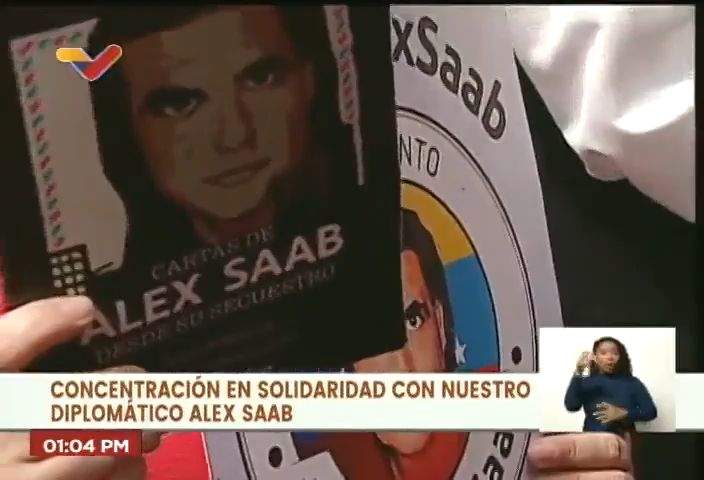 xSaab
NTO
CARTAS DE
ALEX SAAB
DESDE SU SECUESTRO
CONCENTRACIÓN EN SOLIDARIDAD CON NUESTRO
DIPLOMÁTICO ALEX SAAB
01:04 PM